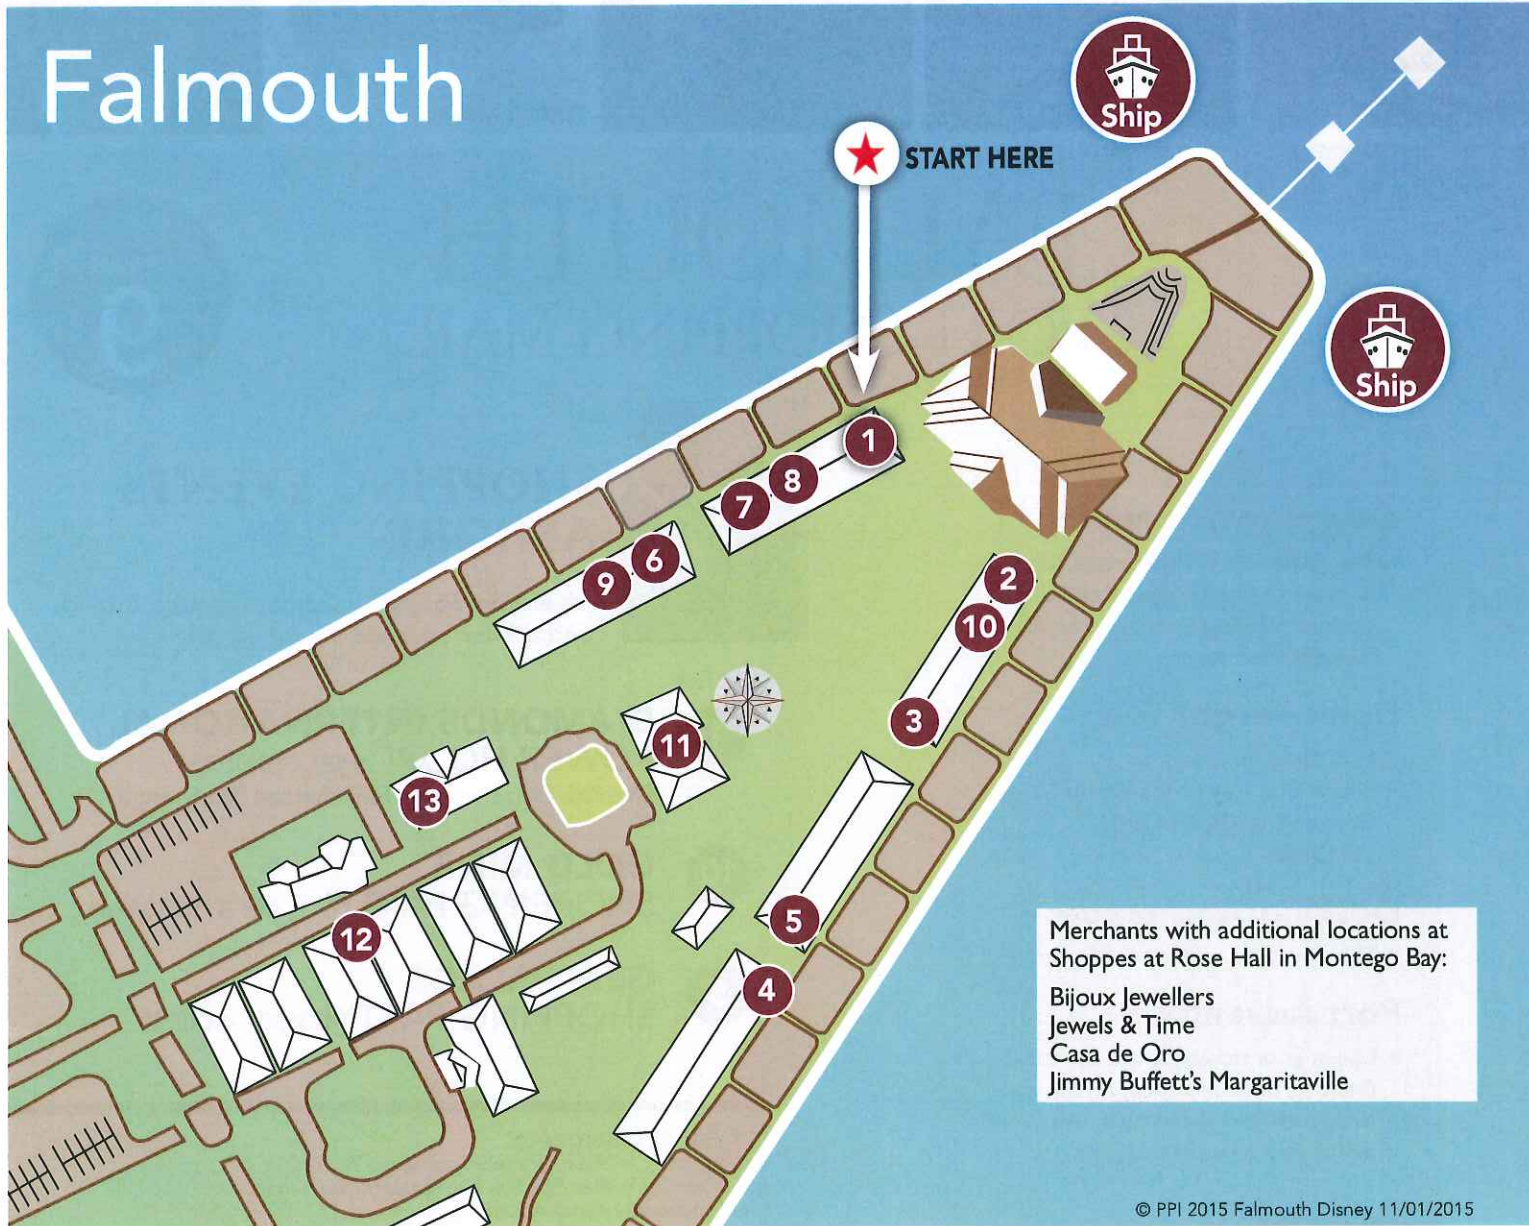 Falmouth
Ship
START HERE
Ship
1
8
7
6
9
2
10
3
11
13
12
5
4
Merchants with additional locations at
Shoppes at Rose Hall in Montego Bay:
Bijoux Jewellers
Jewels & Time
Casa de Oro
Jimmy Buffett's Margaritaville
© PPI 2015 Falmouth Disney 11/01/2015